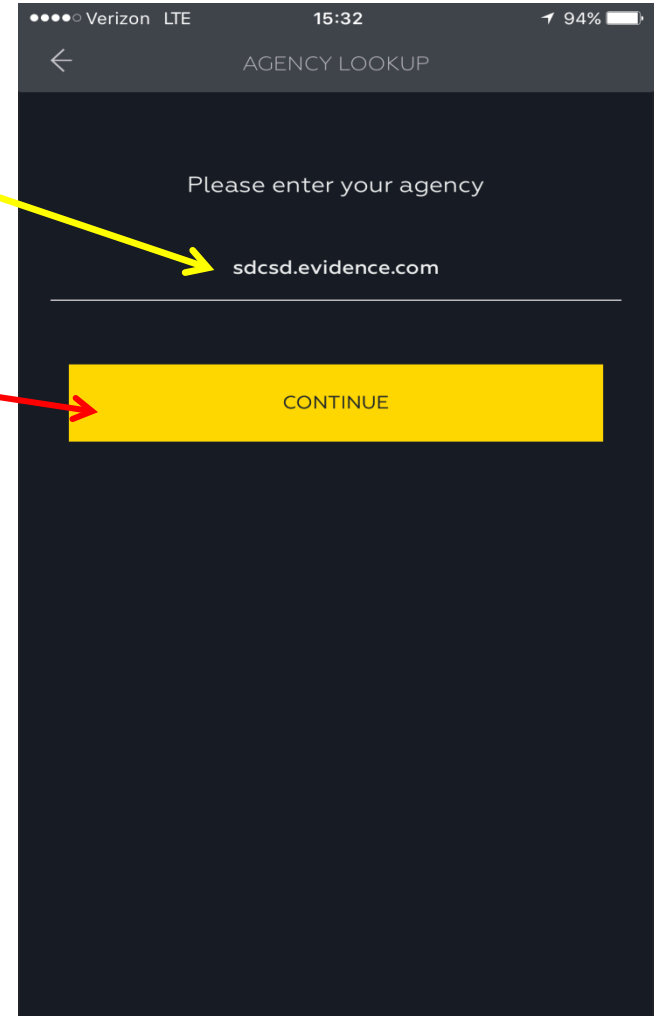 Verizon LTE 15:32 94%
AGENCY LOOKUP
Please enter your agency
sdcsd.evidence.com
CONTINUE